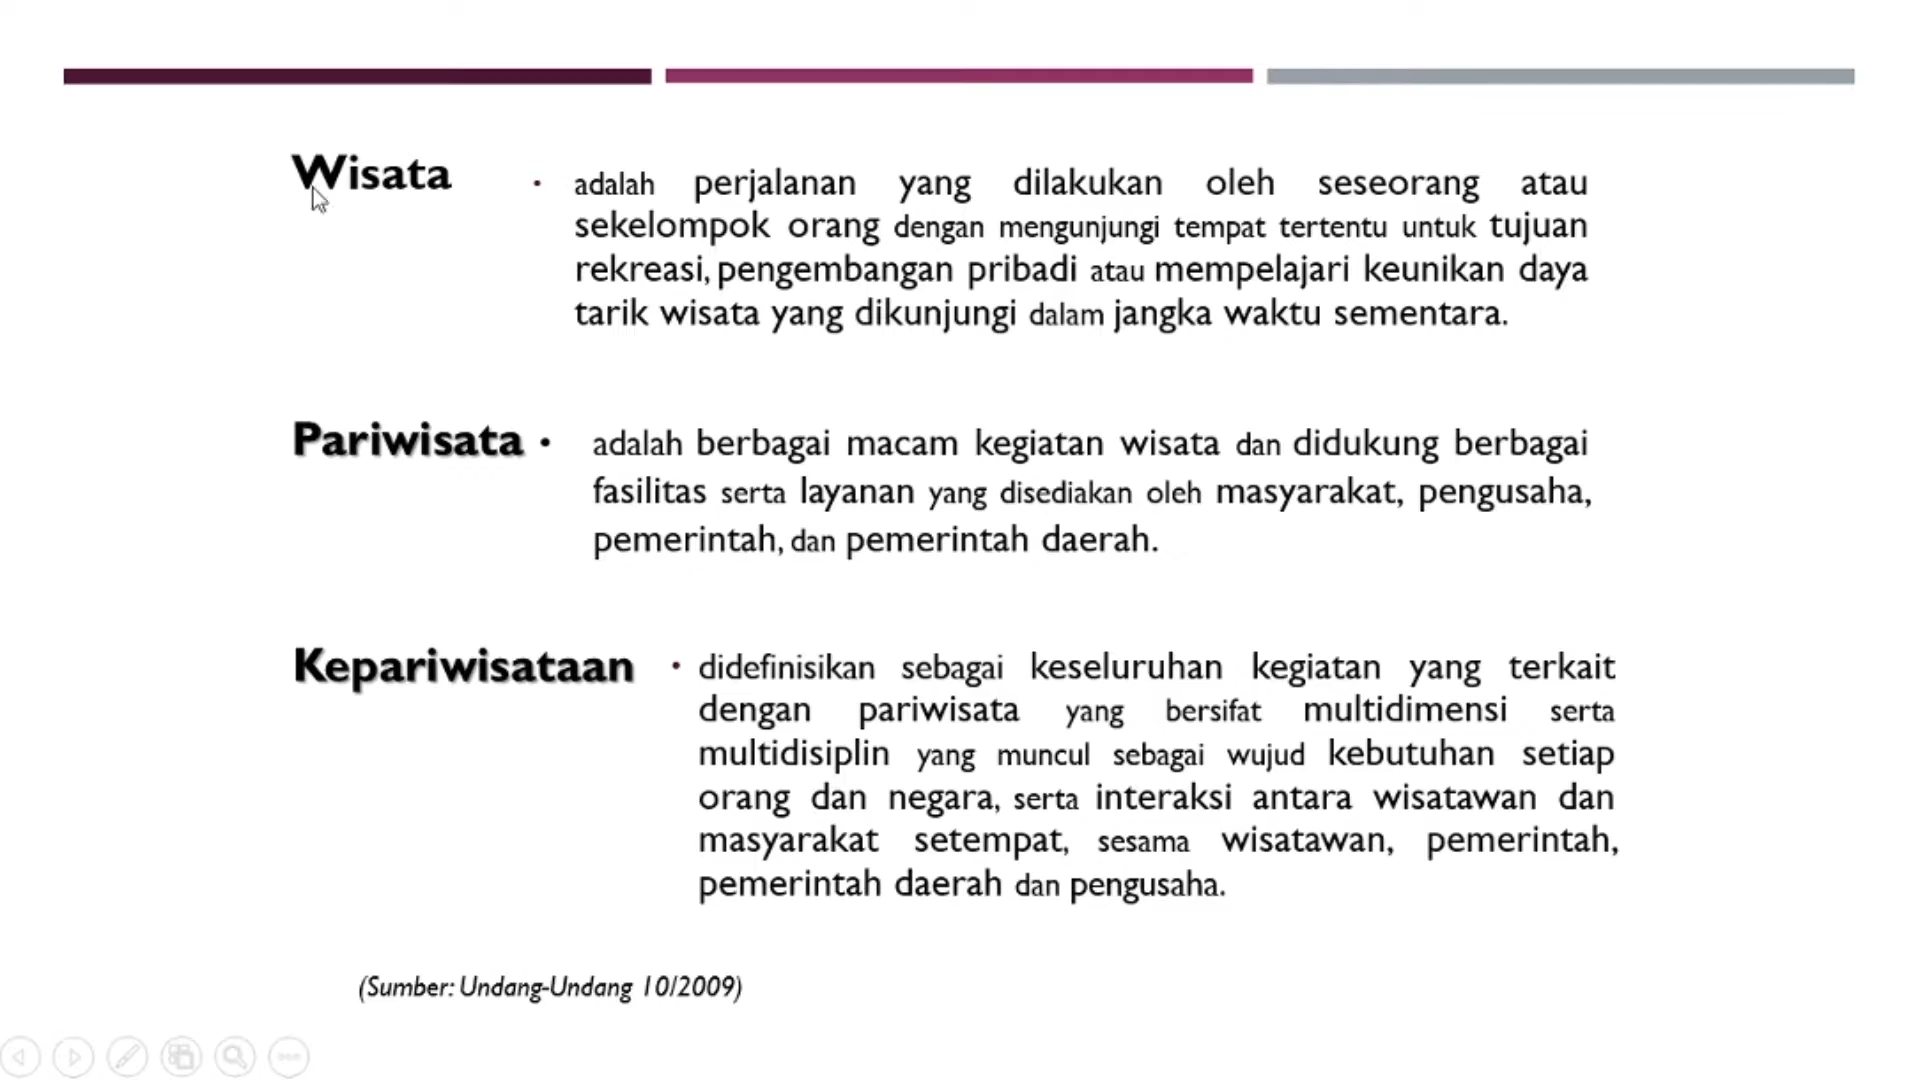 Wisata
• adalah perjalanan yang dilakukan oleh seseorang atau
sekelompok orang dengan mengunjungi tempat tertentu untuk tujuan
rekreasi, pengembangan pribadi atau mempelajari keunikan daya
tarik wisata yang dikunjungi dalam jangka waktu sementara.
Pariwisata
• adalah berbagai macam kegiatan wisata dan didukung berbagai
fasilitas serta layanan yang disediakan oleh masyarakat, pengusaha,
pemerintah, dan pemerintah daerah.
Kepariwisataan
• didefinisikan sebagai keseluruhan kegiatan yang terkait
dengan pariwisata yang bersifat multidimensi serta
multidisiplin yang muncul sebagai wujud kebutuhan setiap
orang dan negara, serta interaksi antara wisatawan dan
masyarakat setempat, sesama wisatawan, pemerintah,
pemerintah daerah dan pengusaha.
(Sumber: Undang-Undang 10/2009)